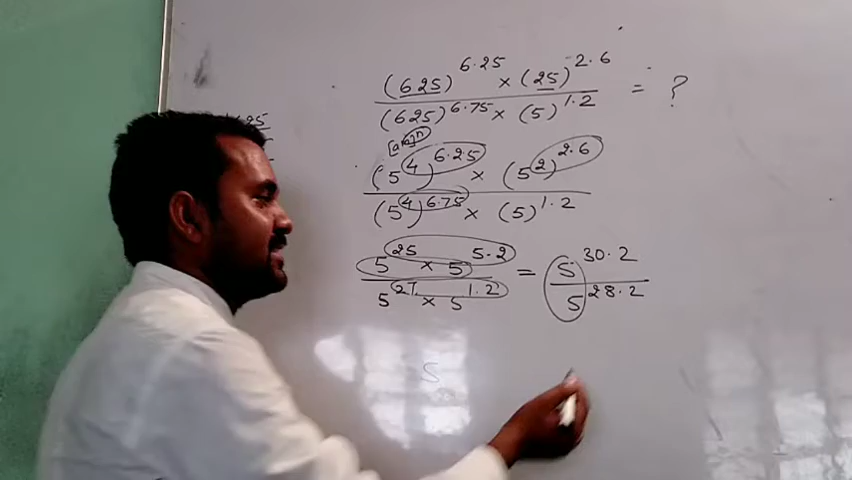 (625)^6.25 × (25)^2.6 / (625)^6.75 × (5)^1.2 = ?
(5^4)^6.25 × (5^2)^2.6 / (5^4)^6.75 × (5)^1.2
5^25 × 5^5.2 / 5^27 × 5^1.2 = 5^30.2 / 5^28.2
5